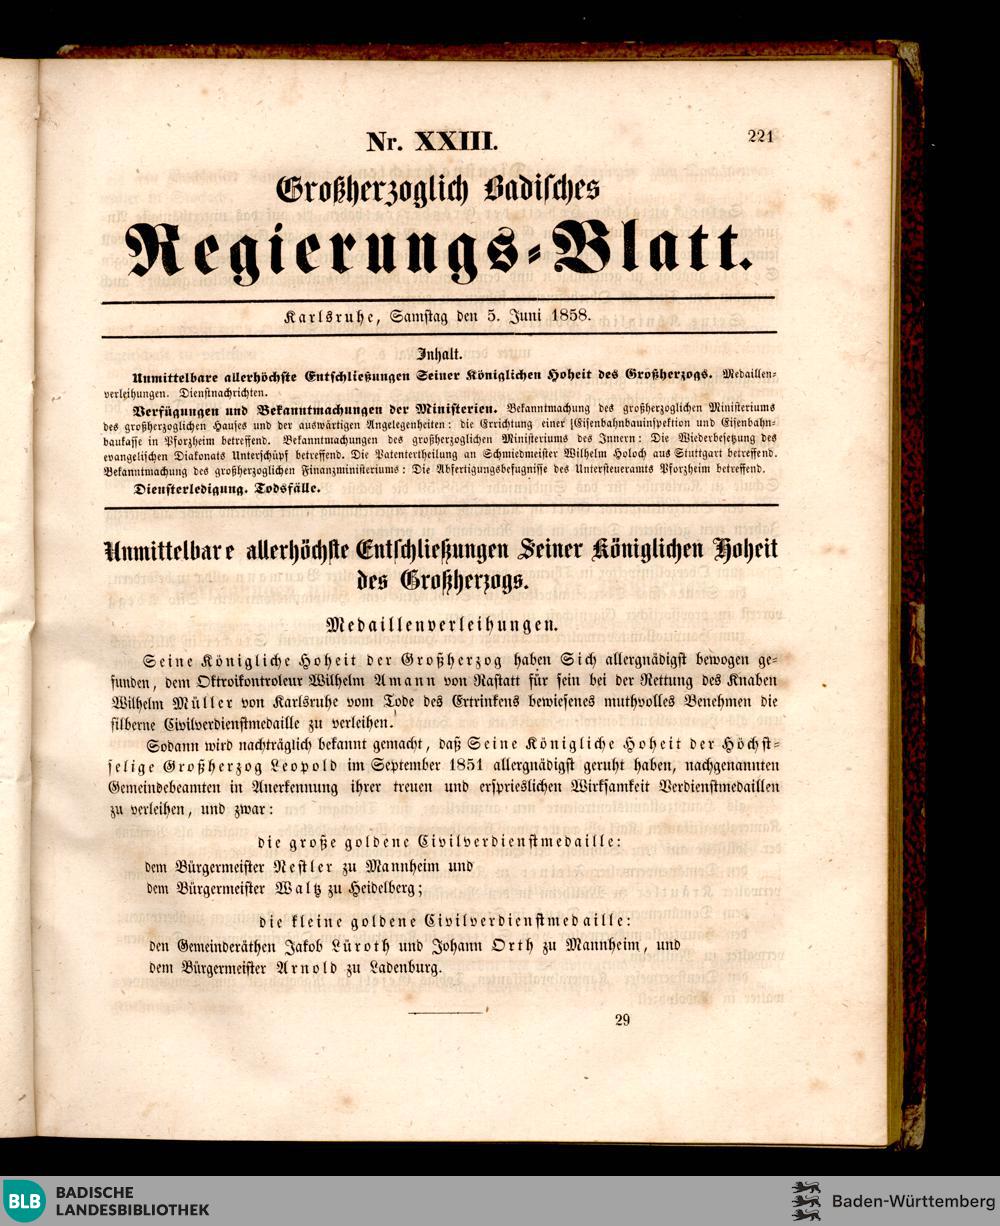 Nr. XXIII.
221
Großherzoglich Badisches
Regierungs-Blatt.
Karlsruhe, Samstag den 5. Juni 1858.
Inhalt.
Unmittelbare allerhöchste Entschließungen Seiner Königlichen Hoheit des Großherzogs. Medaillen-
verleihungen. Dienstnachrichten.
Verfügungen und Bekanntmachungen der Ministerien. Bekanntmachung des großherzoglichen Ministeriums
des großherzoglichen Hauses und der auswärtigen Angelegenheiten: die Errichtung einer Eisenbahnbauinspektion und Eisenbahn-
baukasse in Pforzheim betreffend. Bekanntmachungen des großherzoglichen Ministeriums des Innern: Die Wiederbesetzung des
evangelischen Diakonats Unterschüpf betreffend. Die Patentertheilung an Schmiedmeister Wilhelm Holoch aus Stuttgart betreffend.
Bekanntmachung des großherzoglichen Finanzministeriums: Die Abfertigungsbefugnisse des Untersteueramts Pforzheim betreffend.
Diensterledigung. Todsfälle.
Unmittelbare allerhöchste Entschließungen Seiner Königlichen Hoheit
des Großherzogs.
Medaillenverleihungen.
Seine Königliche Hoheit der Großherzog haben Sich allergnädigst bewogen ge-
funden, dem Oktroikontroleur Wilhelm Amann von Rastatt für sein bei der Rettung des Knaben
Wilhelm Müller von Karlsruhe vom Tode des Ertrinkens bewiesenes muthvolles Benehmen die
silberne Civilverdienstmedaille zu verleihen.
Sodann wird nachträglich bekannt gemacht, daß Seine Königliche Hoheit der Höchst-
selige Großherzog Leopold im September 1851 allergnädigst geruht haben, nachgenannten
Gemeindebeamten in Anerkennung ihrer treuen und ersprieslichen Wirksamkeit Verdienstmedaillen
zu verleihen, und zwar:
die große goldene Civilverdienstmedaille:
dem Bürgermeister Nestler zu Mannheim und
dem Bürgermeister Waltz zu Heidelberg;
die kleine goldene Civilverdienstmedaille:
den Gemeinderäthen Jakob Lüroth und Johann Orth zu Mannheim, und
dem Bürgermeister Arnold zu Ladenburg.
29
BLB
BADISCHE
LANDESBIBLIOTHEK
Baden-Württemberg